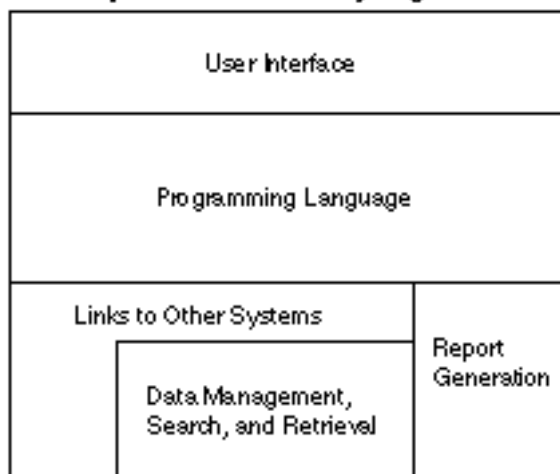 User Interface
Programming Language
Links to Other Systems
Report
Generation
Data Management,
Search, and Retrieval